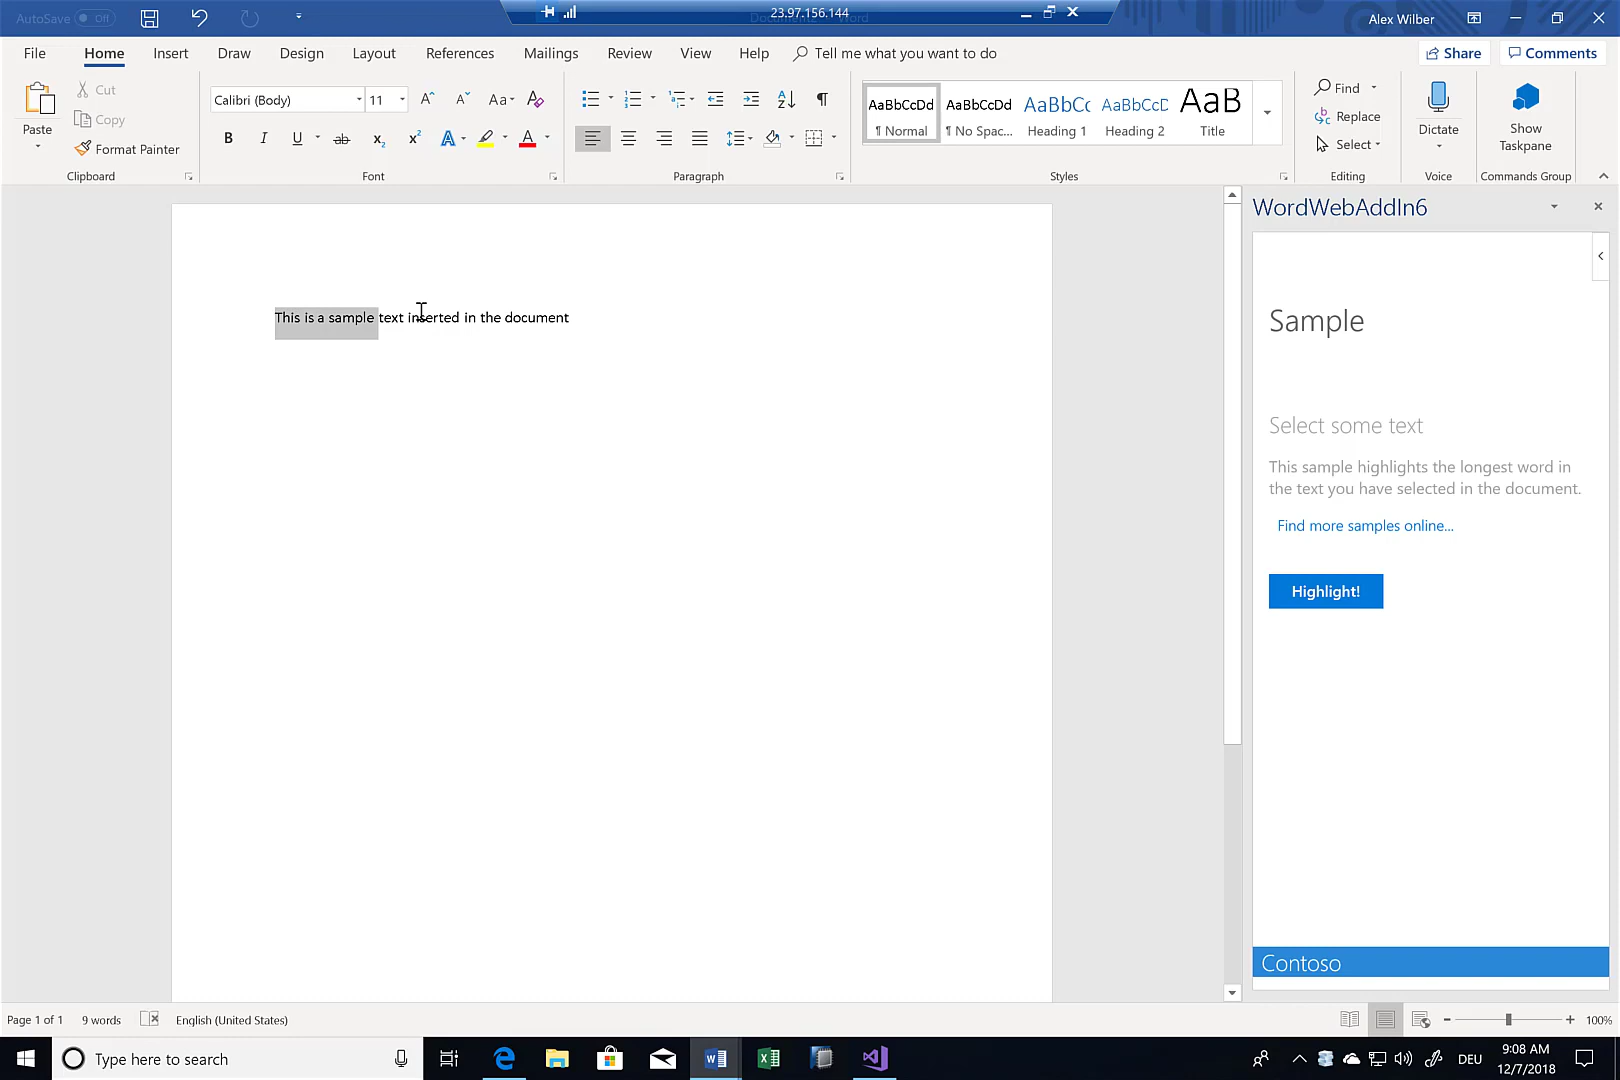 AutoSave Off
23.97.156.144
Alex Wilber
File Home Insert Draw Design Layout References Mailings Review View Help Tell me what you want to do Share Comments
Paste
Cut
Copy
Format Painter
Clipboard
Calibri (Body) 11
Font
Paragraph
AaBbCcDd AaBbCcDd AaBbCc AaBbCcD AaB
¶ Normal ¶ No Spac... Heading 1 Heading 2 Title
Styles
Find
Replace
Select
Editing
Dictate
Voice
Show
Taskpane
Commands Group
This is a sample text inserted in the document
WordWebAddIn6
Sample
Select some text
This sample highlights the longest word in
the text you have selected in the document.
Find more samples online...
Highlight!
Contoso
Page 1 of 1 9 words English (United States) 100%
Type here to search
DEU
9:08 AM
12/7/2018